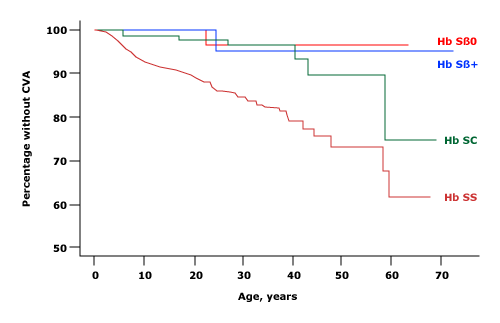 100
90
80
70
60
50
Percentage without CVA
Hb Sß0
Hb Sß+
Hb SC
Hb SS
0 10 20 30 40 50 60 70
Age, years